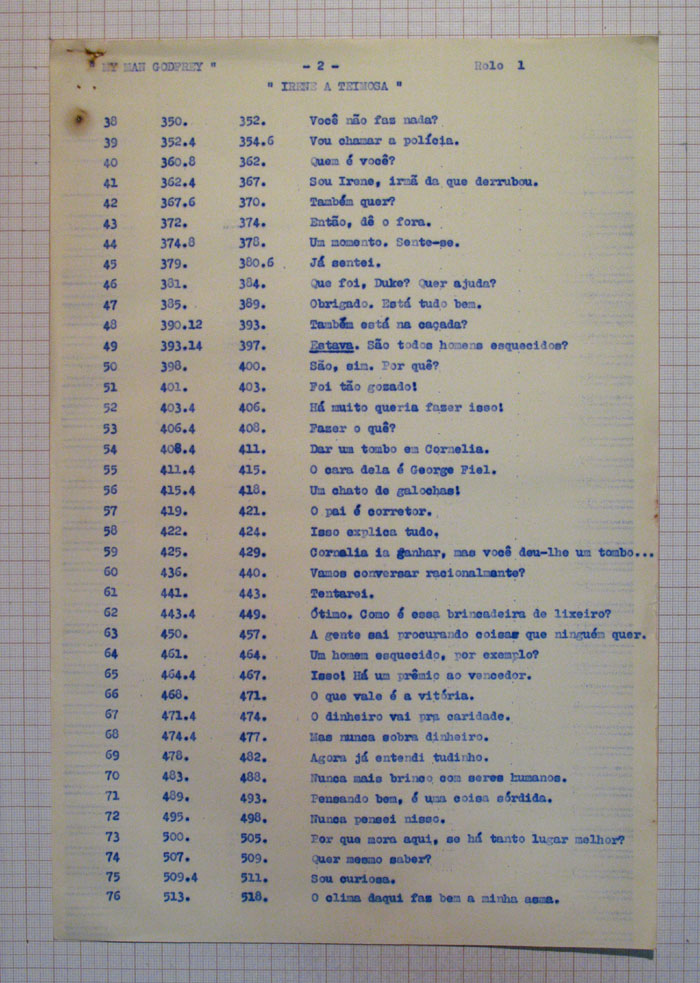 " MY MAN GODFREY " - 2 - Rolo 1
" IRENE A TEIMOSA "
38 350. 352. Você não fas nada?
39 352.4 354.6 Vou chamar a polícia.
40 360.8 362. Quem é você?
41 362.4 367. Sou Irene, irmã da que derrubou.
42 367.6 370. Também quer?
43 372. 374. Então, dê o fora.
44 374.8 378. Um momento. Sente-se.
45 379. 380.6 Já sentei.
46 381. 384. Que foi, Duke? Quer ajuda?
47 385. 389. Obrigado. Está tudo bem.
48 390.12 393. Também está na caçada?
49 393.14 397. Estava. São todos homens esquecidos?
50 398. 400. São, sim. Por quê?
51 401. 403. Foi tão gozado!
52 403.4 406. Há muito queria fazer isso!
53 406.4 408. Fazer o quê?
54 408.4 411. Dar um tombo em Cornelia.
55 411.4 415. O cara dela é George Fiel.
56 415.4 418. Um chato de galochas!
57 419. 421. O pai é corretor.
58 422. 424. Isso explica tudo.
59 425. 429. Cornelia ia ganhar, mas você deu-lhe um tombo...
60 436. 440. Vamos conversar racionalmente?
61 441. 443. Tentarei.
62 443.4 449. Ótimo. Como é essa brincadeira de lixeiro?
63 450. 457. A gente sai procurando coisas que ninguém quer.
64 461. 464. Um homem esquecido, por exemplo?
65 464.4 467. Isso! Há um prêmio ao vencedor.
66 468. 471. O que vale é a vitória.
67 471.4 474. O dinheiro vai pra caridade.
68 474.4 477. Mas nunca sobra dinheiro.
69 478. 482. Agora já entendi tudinho.
70 483. 488. Nunca mais brinco com seres humanos.
71 489. 493. Pensando bem, é uma coisa sórdida.
72 495. 498. Nunca pensei nisso.
73 500. 505. Por que mora aqui, se há tanto lugar melhor?
74 507. 509. Quer mesmo saber?
75 509.4 511. Sou curiosa.
76 513. 518. O clima daqui fas bem a minha asma.